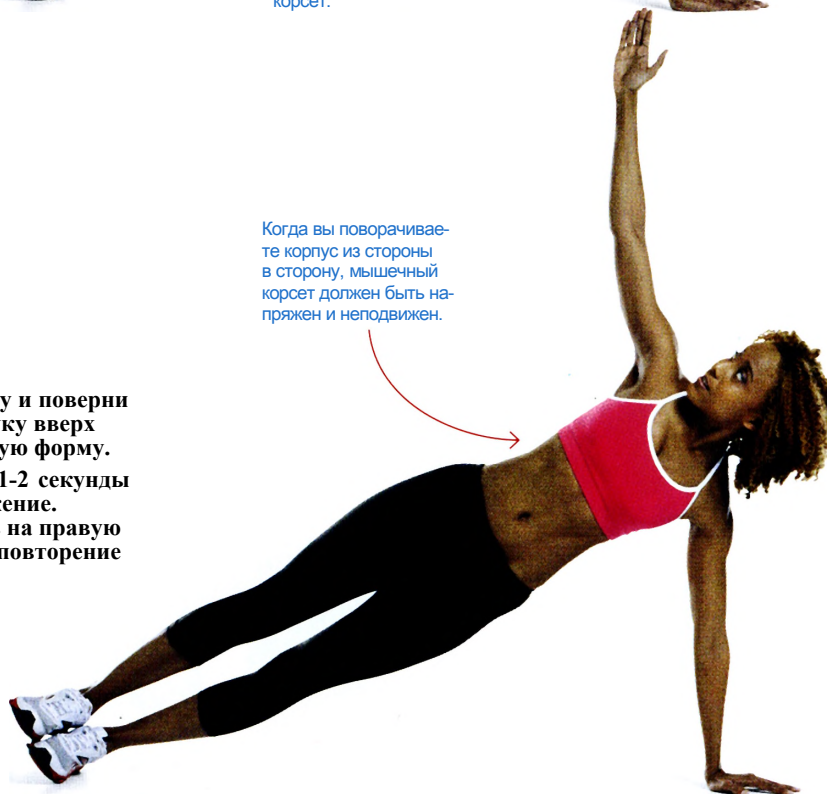 корсет.
Когда вы поворачивае-
те корпус из стороны
в сторону, мышечный
корсет должен быть на-
пряжен и неподвижен.
у и поверни
ку вверх
ую форму.
1-2 секунды
ение.
на правую
повторение